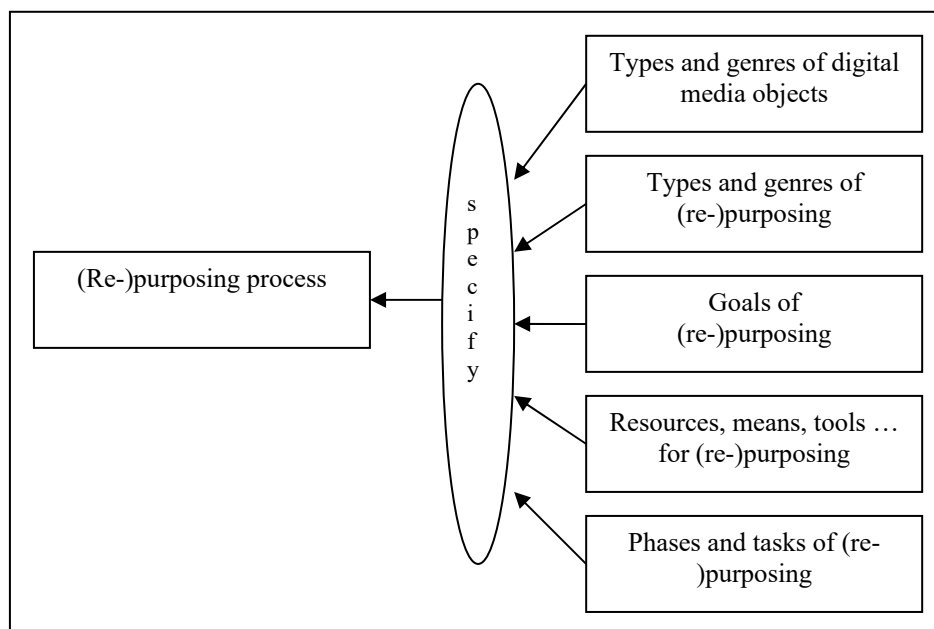 Types and genres of digital
media objects
Types and genres of
(re-)purposing
(Re-)purposing process
specify
Goals of
(re-)purposing
Resources, means, tools …
for (re-)purposing
Phases and tasks of (re-
)purposing